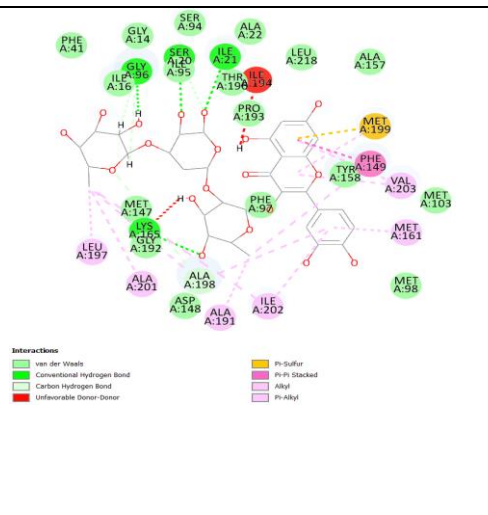 SER
A:94
ALA
A:22
PHE
A:41
GLY
A:14
SER
A:20
ILE
A:21
LEU
A:218
ALA
A:157
GLY
A:96
ILE
A:95
ILE
A:16
THR
A:196
ILE
A:194
PRO
A:193
MET
A:199
H
O
O
O
O
H
O
O
O
H
O
O
O
O
PHE
A:149
TYR
A:158
VAL
A:203
MET
A:103
MET
A:147
H
O
PHE
A:97
LYS
A:165
GLY
A:192
MET
A:161
LEU
A:197
ALA
A:198
ALA
A:201
ASP
A:148
ALA
A:191
ILE
A:202
MET
A:98
O
O
O
O
Interactions
van der Waals
Conventional Hydrogen Bond
Carbon Hydrogen Bond
Unfavorable Donor-Donor
Pi-Sulfur
Pi-Pi Stacked
Alkyl
Pi-Alkyl